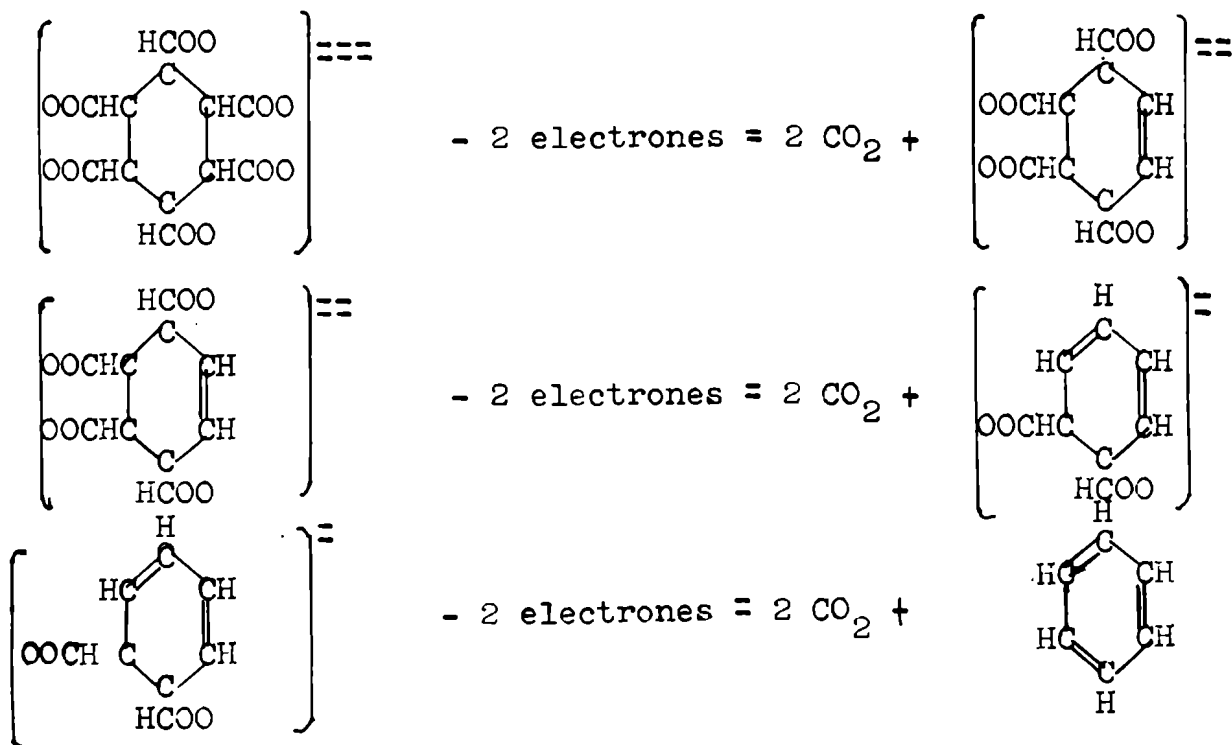 HCOO HCOO
C C
OOCHC CHCOO OOCHC CH
- 2 electrones = 2 CO2 +
OOCHC CHCOO OOCHC CH
C C
HCOO HCOO
HCOO H
C C
OOCHC CH HC CH
- 2 electrones = 2 CO2 +
OOCHC CH OOCHC CH
C C
HCOO HCOO
H H
C C
HC CH HC CH
- 2 electrones = 2 CO2 +
OOCH C CH HC CH
C C
HCOO H